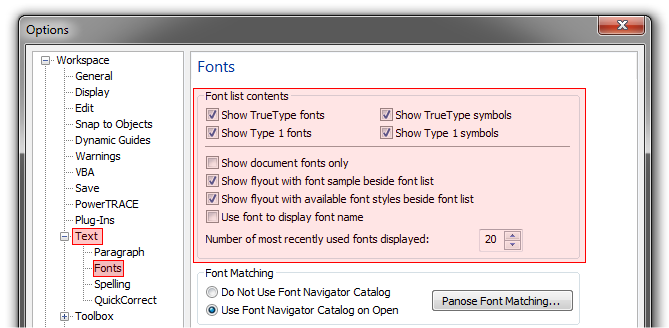 Options
Workspace
General
Display
Edit
Snap to Objects
Dynamic Guides
Warnings
VBA
Save
PowerTRACE
Plug-Ins
Text
Paragraph
Fonts
Spelling
QuickCorrect
Toolbox
Fonts
Font list contents
Show TrueType fonts Show TrueType symbols
Show Type 1 fonts Show Type 1 symbols
Show document fonts only
Show flyout with font sample beside font list
Show flyout with available font styles beside font list
Use font to display font name
Number of most recently used fonts displayed: 20
Font Matching
Do Not Use Font Navigator Catalog
Use Font Navigator Catalog on Open
Panose Font Matching...